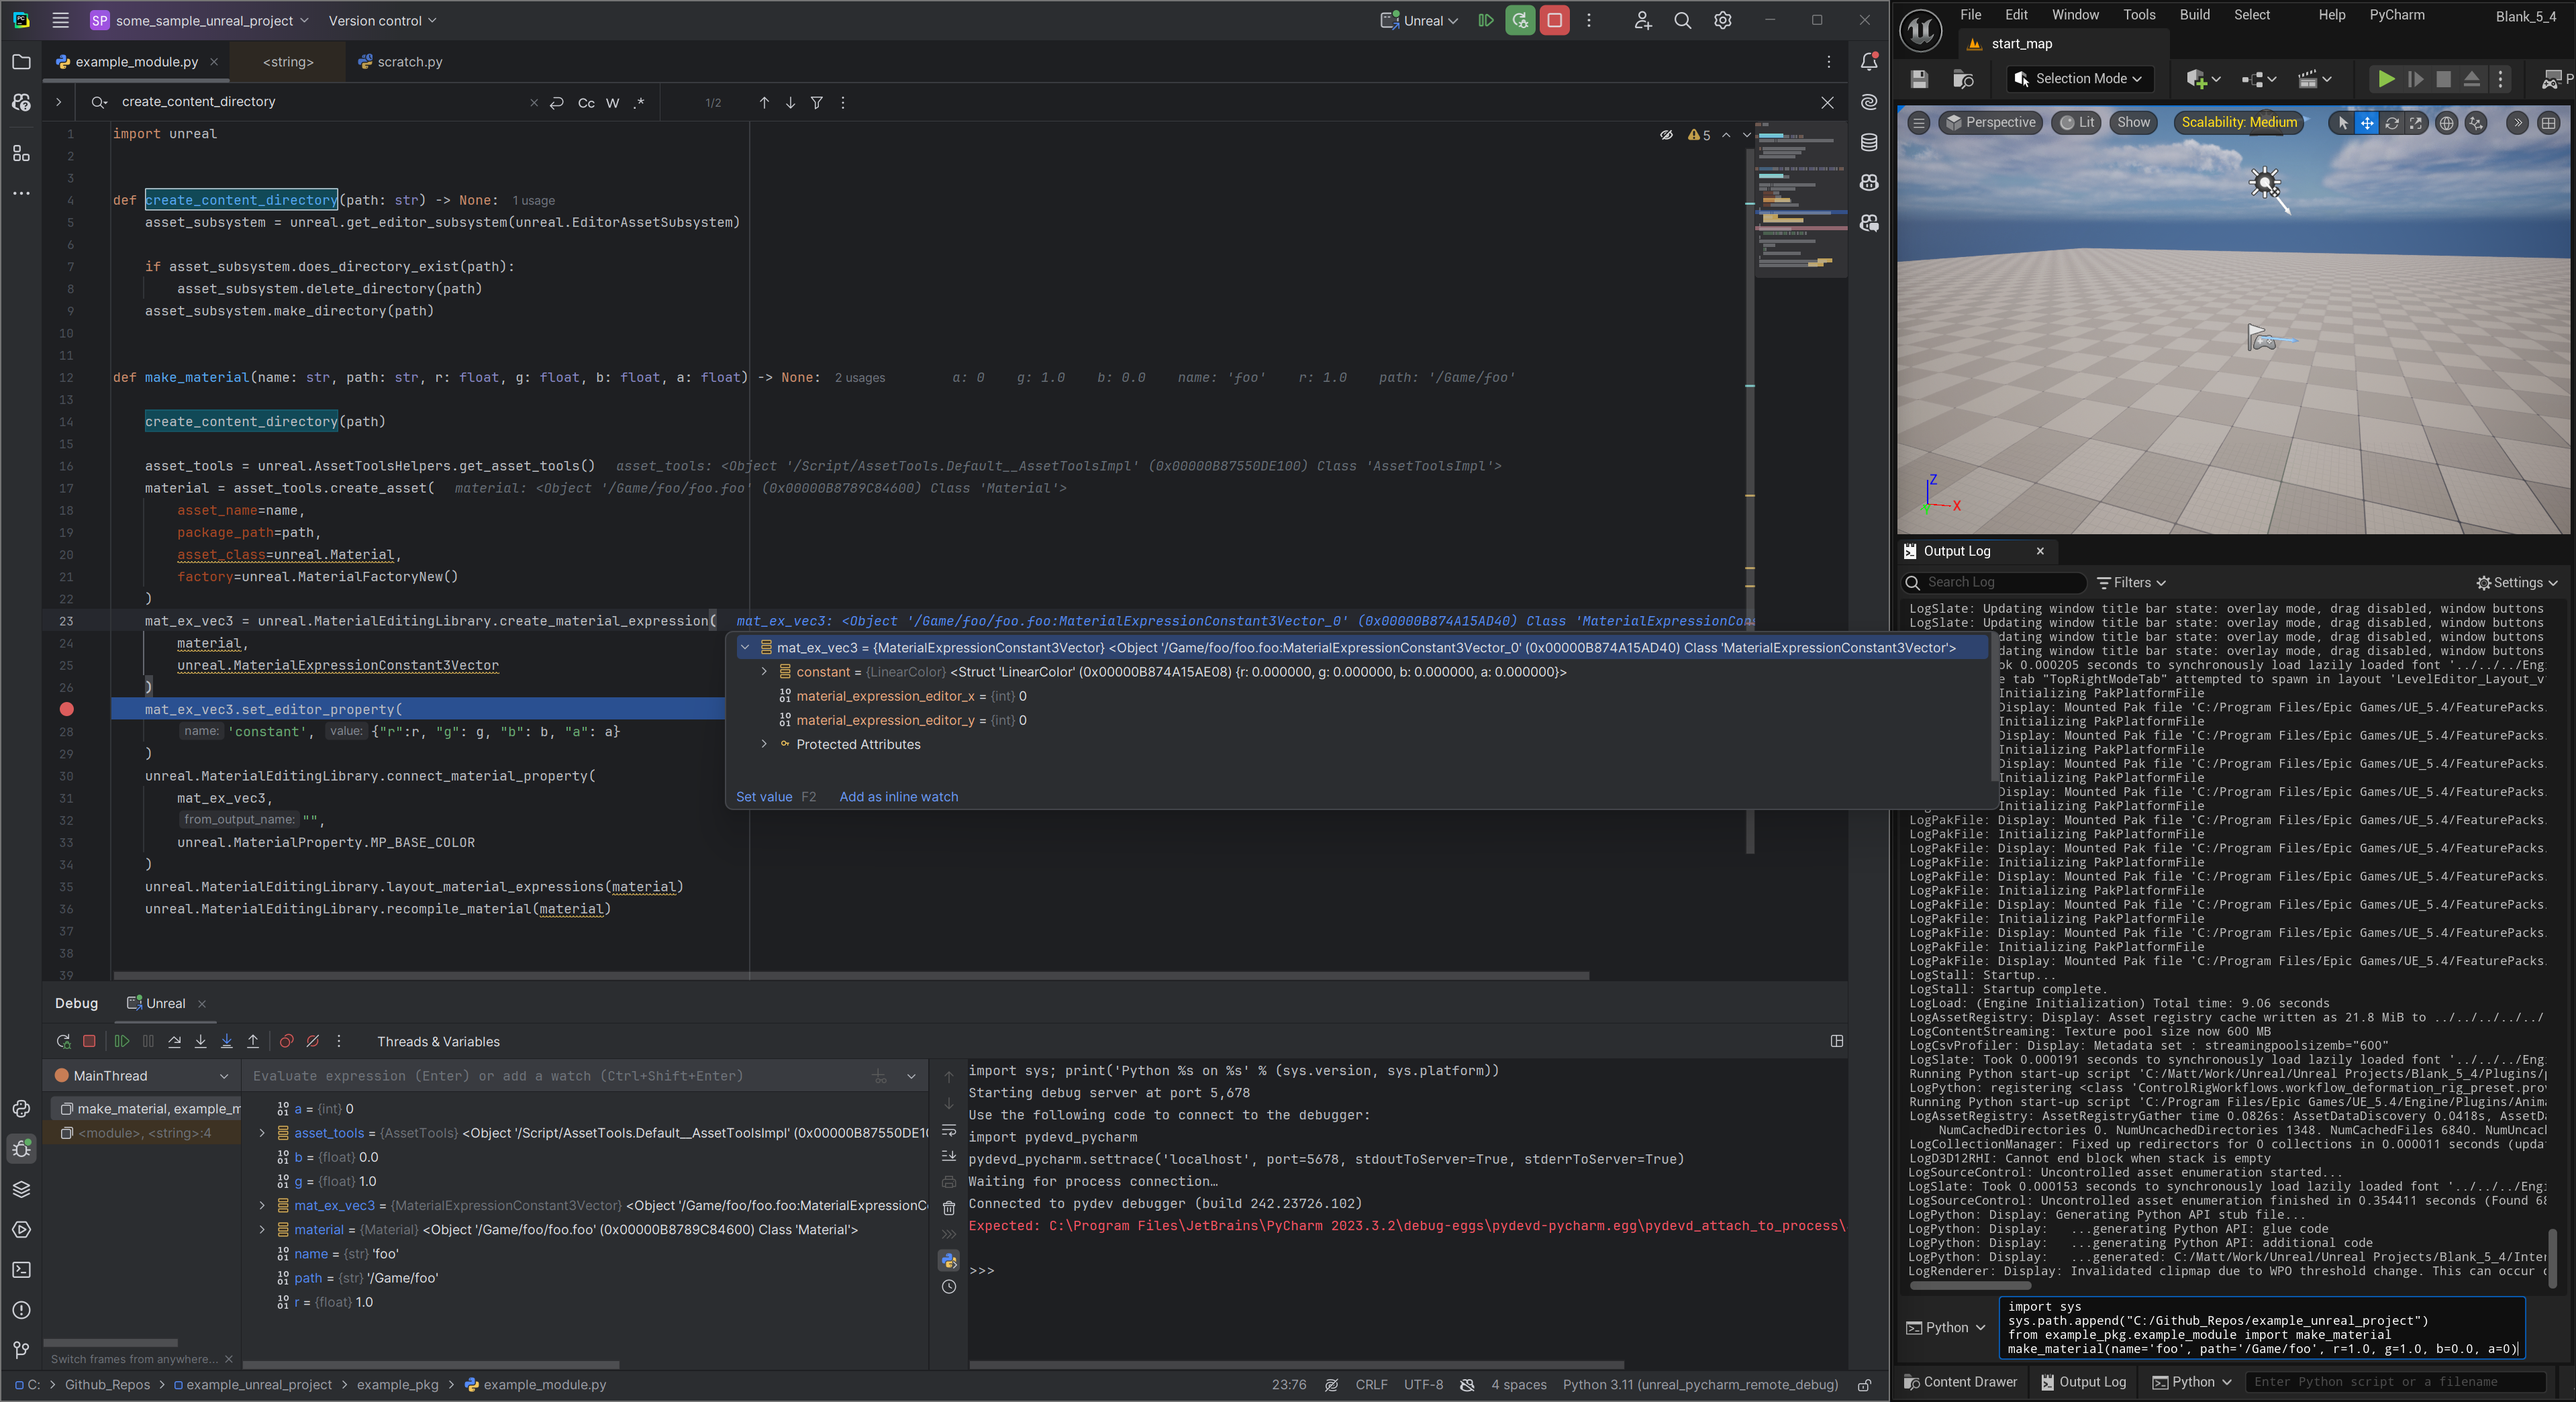 SP some_sample_unreal_project Version control Unreal
example_module.py <string> scratch.py
create_content_directory Cc W .* 1/2
5
1 import unreal
2
3
4 def create_content_directory(path: str) -> None: 1 usage
5 asset_subsystem = unreal.get_editor_subsystem(unreal.EditorAssetSubsystem)
6
7 if asset_subsystem.does_directory_exist(path):
8 asset_subsystem.delete_directory(path)
9 asset_subsystem.make_directory(path)
10
11
12 def make_material(name: str, path: str, r: float, g: float, b: float, a: float) -> None: 2 usages a: 0 g: 1.0 b: 0.0 name: 'foo' r: 1.0 path: '/Game/foo'
13
14 create_content_directory(path)
15
16 asset_tools = unreal.AssetToolsHelpers.get_asset_tools() asset_tools: <Object '/Script/AssetTools.Default__AssetToolsImpl' (0x00000B87550DE100) Class 'AssetToolsImpl'>
17 material = asset_tools.create_asset( material: <Object '/Game/foo/foo.foo' (0x00000B8789C84600) Class 'Material'>
18 asset_name=name,
19 package_path=path,
20 asset_class=unreal.Material,
21 factory=unreal.MaterialFactoryNew()
22 )
23 mat_ex_vec3 = unreal.MaterialEditingLibrary.create_material_expression( mat_ex_vec3: <Object '/Game/foo/foo.foo:MaterialExpressionConstant3Vector_0' (0x00000B874A15AD40) Class 'MaterialExpressionCon
24 material,
25 unreal.MaterialExpressionConstant3Vector
26 )
mat_ex_vec3.set_editor_property(
28 name: 'constant', value: {"r":r, "g": g, "b": b, "a": a}
29 )
30 unreal.MaterialEditingLibrary.connect_material_property(
31 mat_ex_vec3,
32 from_output_name: "",
33 unreal.MaterialProperty.MP_BASE_COLOR
34 )
35 unreal.MaterialEditingLibrary.layout_material_expressions(material)
36 unreal.MaterialEditingLibrary.recompile_material(material)
37
38
39
mat_ex_vec3 = {MaterialExpressionConstant3Vector} <Object '/Game/foo/foo.foo:MaterialExpressionConstant3Vector_0' (0x00000B874A15AD40) Class 'MaterialExpressionConstant3Vector'>
constant = {LinearColor} <Struct 'LinearColor' (0x00000B874A15AE08) {r: 0.000000, g: 0.000000, b: 0.000000, a: 0.000000}>
material_expression_editor_x = {int} 0
material_expression_editor_y = {int} 0
Protected Attributes
Set value F2 Add as inline watch
Debug Unreal
Threads & Variables
MainThread
Evaluate expression (Enter) or add a watch (Ctrl+Shift+Enter)
make_material, example_m
<module>, <string>:4
Switch frames from anywhere...
a = {int} 0
asset_tools = {AssetTools} <Object '/Script/AssetTools.Default__AssetToolsImpl' (0x00000B87550DE10
b = {float} 0.0
g = {float} 1.0
mat_ex_vec3 = {MaterialExpressionConstant3Vector} <Object '/Game/foo/foo.foo:MaterialExpressionC
material = {Material} <Object '/Game/foo/foo.foo' (0x00000B8789C84600) Class 'Material'>
name = {str} 'foo'
path = {str} '/Game/foo'
r = {float} 1.0
import sys; print('Python %s on %s' % (sys.version, sys.platform))
Starting debug server at port 5,678
Use the following code to connect to the debugger:
import pydevd_pycharm
pydevd_pycharm.settrace('localhost', port=5678, stdoutToServer=True, stderrToServer=True)
Waiting for process connection…
Connected to pydev debugger (build 242.23726.102)
Expected: C:\Program Files\JetBrains\PyCharm 2023.3.2\debug-eggs\pydevd-pycharm.egg\pydevd_attach_to_process\
>>>
C: > Github_Repos > example_unreal_project > example_pkg > example_module.py
23:76 CRLF UTF-8 4 spaces Python 3.11 (unreal_pycharm_remote_debug)
File Edit Window Tools Build Select Help PyCharm Blank_5_4
start_map
Selection Mode P
Perspective Lit Show Scalability: Medium
Z
X
Output Log
Search Log Filters Settings
LogSlate: Updating window title bar state: overlay mode, drag disabled, window buttons
LogSlate: Updating window title bar state: overlay mode, drag disabled, window buttons
dating window title bar state: overlay mode, drag disabled, window buttons
dating window title bar state: overlay mode, drag disabled, window buttons
ok 0.000205 seconds to synchronously load lazily loaded font '../../../Eng
e tab "TopRightModeTab" attempted to spawn in layout 'LevelEditor_Layout_v
Initializing PakPlatformFile
Display: Mounted Pak file 'C:/Program Files/Epic Games/UE_5.4/FeaturePacks
Initializing PakPlatformFile
Display: Mounted Pak file 'C:/Program Files/Epic Games/UE_5.4/FeaturePacks
Initializing PakPlatformFile
Display: Mounted Pak file 'C:/Program Files/Epic Games/UE_5.4/FeaturePacks
Initializing PakPlatformFile
Display: Mounted Pak file 'C:/Program Files/Epic Games/UE_5.4/FeaturePacks
Initializing PakPlatformFile
LogPakFile: Display: Mounted Pak file 'C:/Program Files/Epic Games/UE_5.4/FeaturePacks
LogPakFile: Initializing PakPlatformFile
LogPakFile: Display: Mounted Pak file 'C:/Program Files/Epic Games/UE_5.4/FeaturePacks
LogPakFile: Initializing PakPlatformFile
LogPakFile: Display: Mounted Pak file 'C:/Program Files/Epic Games/UE_5.4/FeaturePacks
LogPakFile: Initializing PakPlatformFile
LogPakFile: Display: Mounted Pak file 'C:/Program Files/Epic Games/UE_5.4/FeaturePacks
LogPakFile: Initializing PakPlatformFile
LogPakFile: Display: Mounted Pak file 'C:/Program Files/Epic Games/UE_5.4/FeaturePacks
LogPakFile: Initializing PakPlatformFile
LogPakFile: Display: Mounted Pak file 'C:/Program Files/Epic Games/UE_5.4/FeaturePacks
LogStall: Startup...
LogStall: Startup complete.
LogLoad: (Engine Initialization) Total time: 9.06 seconds
LogAssetRegistry: Display: Asset registry cache written as 21.8 MiB to ../../../../../
LogContentStreaming: Texture pool size now 600 MB
LogCsvProfiler: Display: Metadata set : streamingpoolsizemb="600"
LogSlate: Took 0.000191 seconds to synchronously load lazily loaded font '../../../Eng
Running Python start-up script 'C:/Matt/Work/Unreal/Unreal Projects/Blank_5_4/Plugins/p
LogPython: registering <class 'ControlRigWorkflows.workflow_deformation_rig_preset.prov
Running Python start-up script 'C:/Program Files/Epic Games/UE_5.4/Engine/Plugins/Anim
LogAssetRegistry: AssetRegistryGather time 0.0826s: AssetDataDiscovery 0.0418s, AssetDa
NumCachedDirectories 0. NumUncachedDirectories 1348. NumCachedFiles 6840. NumUncach
LogCollectionManager: Fixed up redirectors for 0 collections in 0.000011 seconds (updat
LogD3D12RHI: Cannot end block when stack is empty
LogSourceControl: Uncontrolled asset enumeration started...
LogSlate: Took 0.000153 seconds to synchronously load lazily loaded font '../../../Eng
LogSourceControl: Uncontrolled asset enumeration finished in 0.354411 seconds (Found 68
LogPython: Display: Generating Python API stub file...
LogPython: Display: ...generating Python API: glue code
LogPython: Display: ...generating Python API: additional code
LogPython: Display: ...generated: C:/Matt/Work/Unreal/Unreal Projects/Blank_5_4/Inter
LogRenderer: Display: Invalidated clipmap due to WPO threshold change. This can occur d
Python
import sys
sys.path.append("C:/Github_Repos/example_unreal_project")
from example_pkg.example_module import make_material
make_material(name='foo', path='/Game/foo', r=1.0, g=1.0, b=0.0, a=0)
Content Drawer Output Log Python Enter Python script or a filename